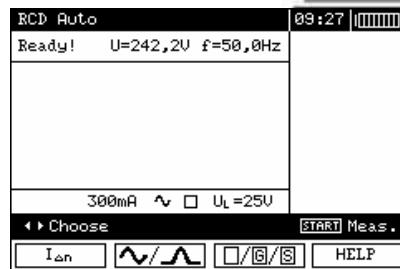 RCD Auto 09:27
Ready! U=242,2V f=50,0Hz
300mA ∿ □ UL=25V
Choose START Meas.
IΔn / □/G/S HELP